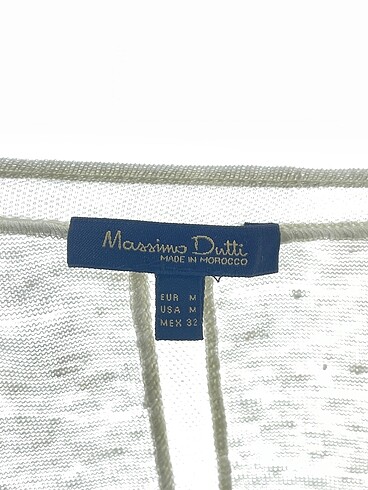 Massimo Dutti
MADE IN MOROCCO
EUR M
USA M
MEX 32